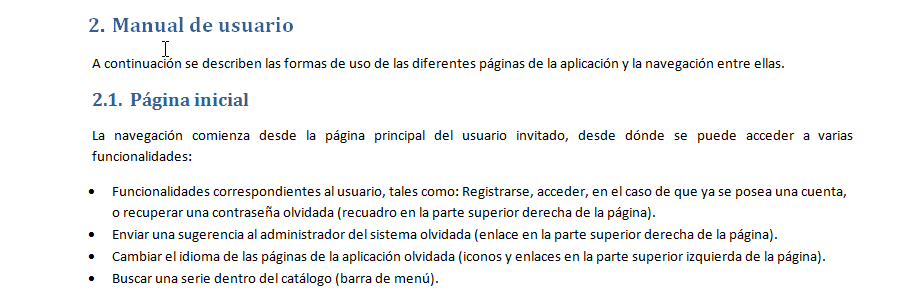 2. Manual de usuario
A continuación se describen las formas de uso de las diferentes páginas de la aplicación y la navegación entre ellas.
2.1. Página inicial
La navegación comienza desde la página principal del usuario invitado, desde dónde se puede acceder a varias
funcionalidades:
• Funcionalidades correspondientes al usuario, tales como: Registrarse, acceder, en el caso de que ya se posea una cuenta,
o recuperar una contraseña olvidada (recuadro en la parte superior derecha de la página).
• Enviar una sugerencia al administrador del sistema olvidada (enlace en la parte superior derecha de la página).
• Cambiar el idioma de las páginas de la aplicación olvidada (iconos y enlaces en la parte superior izquierda de la página).
• Buscar una serie dentro del catálogo (barra de menú).